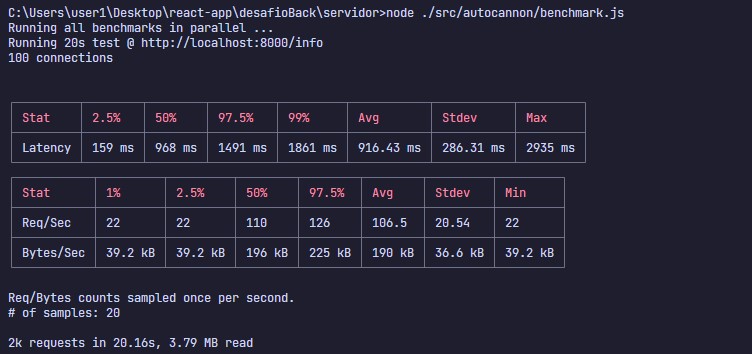 C:\Users\user1\Desktop\react-app\desafioBack\servidor>node ./src/autocannon/benchmark.js
Running all benchmarks in parallel ...
Running 20s test @ http://localhost:8000/info
100 connections
Stat 2.5% 50% 97.5% 99% Avg Stdev Max
Latency 159 ms 968 ms 1491 ms 1861 ms 916.43 ms 286.31 ms 2935 ms
Stat 1% 2.5% 50% 97.5% Avg Stdev Min
Req/Sec 22 22 110 126 106.5 20.54 22
Bytes/Sec 39.2 kB 39.2 kB 196 kB 225 kB 190 kB 36.6 kB 39.2 kB
Req/Bytes counts sampled once per second.
# of samples: 20
2k requests in 20.16s, 3.79 MB read